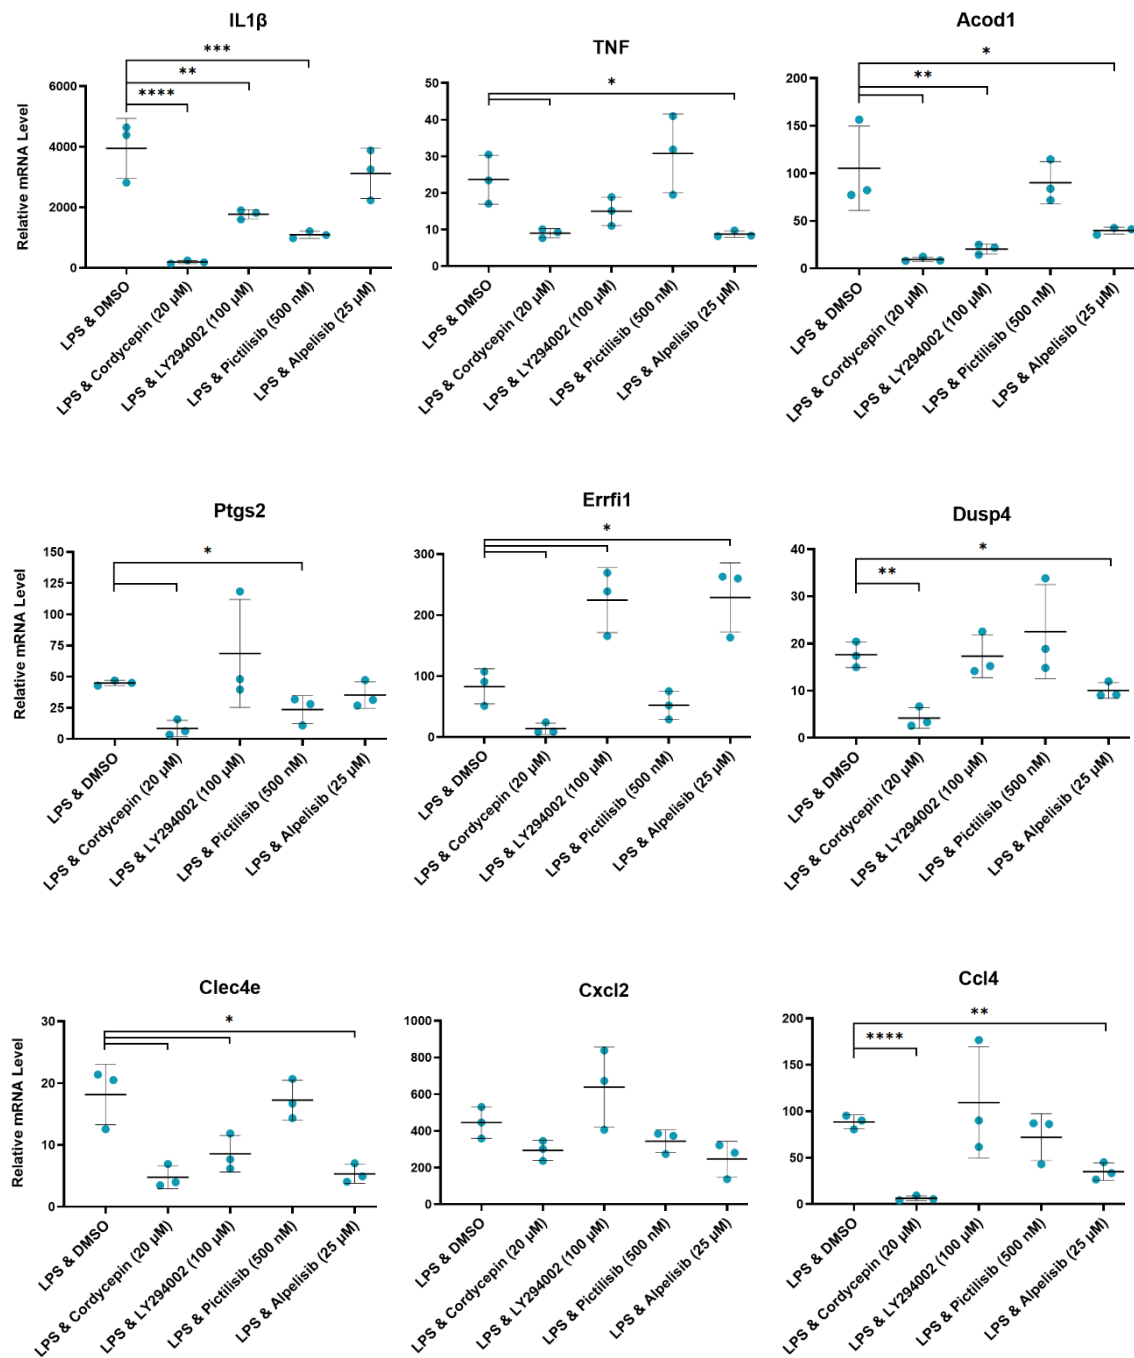 IL1β
TNF
Acod1
***
**
****
*
*
**
Relative mRNA Level
6000
4000
2000
0
50
40
30
20
10
0
200
150
100
50
0
LPS & DMSO
LPS & Cordycepin (20 µM)
LPS & LY294002 (100 µM)
LPS & Pictilisib (500 nM)
LPS & Alpelisib (25 µM)
LPS & DMSO
LPS & Cordycepin (20 µM)
LPS & LY294002 (100 µM)
LPS & Pictilisib (500 nM)
LPS & Alpelisib (25 µM)
LPS & DMSO
LPS & Cordycepin (20 µM)
LPS & LY294002 (100 µM)
LPS & Pictilisib (500 nM)
LPS & Alpelisib (25 µM)
Ptgs2
Errfi1
Dusp4
*
*
*
**
Relative mRNA Level
150
125
100
75
50
25
0
300
200
100
0
40
30
20
10
0
LPS & DMSO
LPS & Cordycepin (20 µM)
LPS & LY294002 (100 µM)
LPS & Pictilisib (500 nM)
LPS & Alpelisib (25 µM)
LPS & DMSO
LPS & Cordycepin (20 µM)
LPS & LY294002 (100 µM)
LPS & Pictilisib (500 nM)
LPS & Alpelisib (25 µM)
LPS & DMSO
LPS & Cordycepin (20 µM)
LPS & LY294002 (100 µM)
LPS & Pictilisib (500 nM)
LPS & Alpelisib (25 µM)
Clec4e
Cxcl2
Ccl4
*
**
****
Relative mRNA Level
30
20
10
0
1000
800
600
400
200
0
200
150
100
50
0
LPS & DMSO
LPS & Cordycepin (20 µM)
LPS & LY294002 (100 µM)
LPS & Pictilisib (500 nM)
LPS & Alpelisib (25 µM)
LPS & DMSO
LPS & Cordycepin (20 µM)
LPS & LY294002 (100 µM)
LPS & Pictilisib (500 nM)
LPS & Alpelisib (25 µM)
LPS & DMSO
LPS & Cordycepin (20 µM)
LPS & LY294002 (100 µM)
LPS & Pictilisib (500 nM)
LPS & Alpelisib (25 µM)